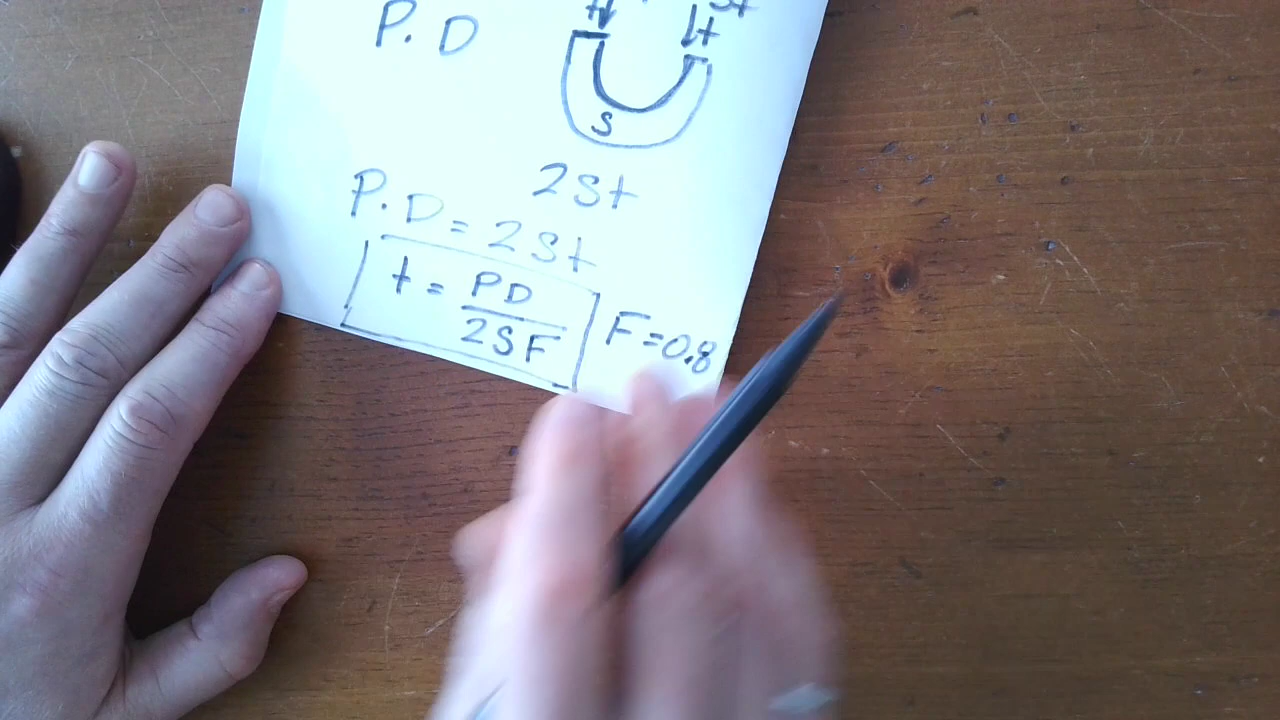 P.D
t
t
s
2St
P.D = 2St
t = PD / 2SF
F=0.8